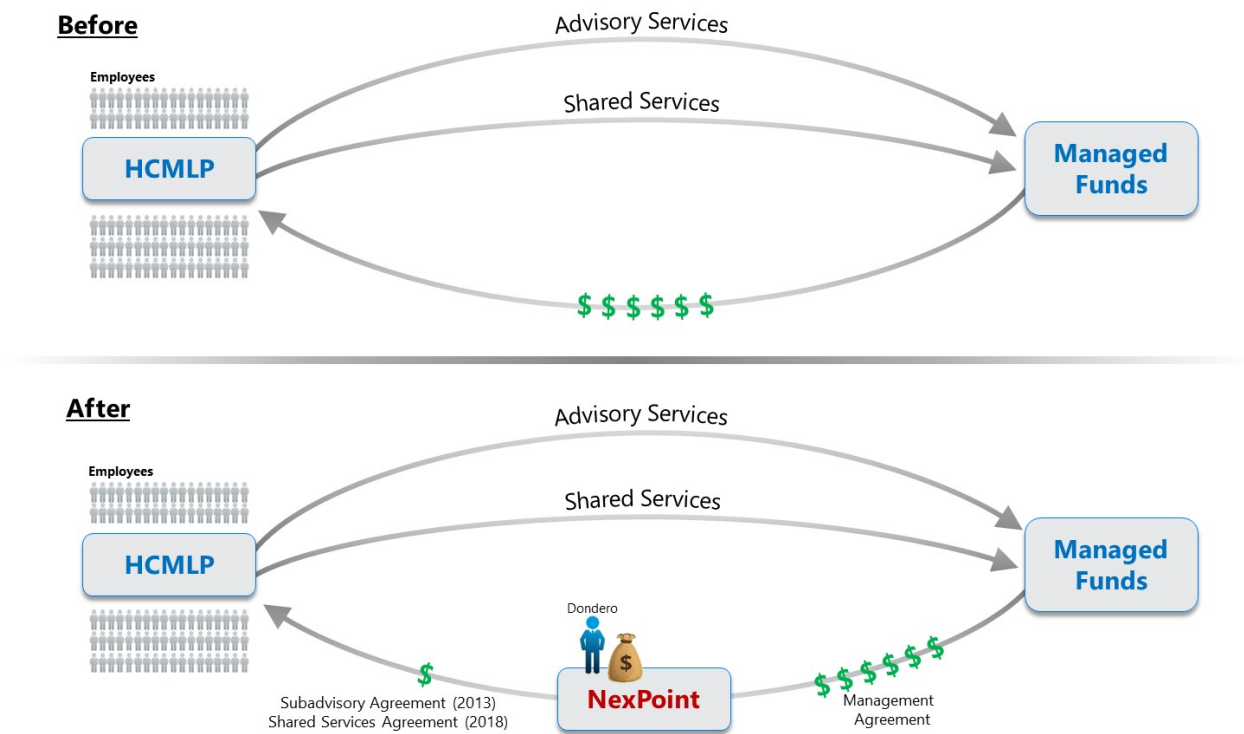 Before
Advisory Services
Employees
Shared Services
HCMLP
Managed
Funds
$ $ $ $ $ $
After
Advisory Services
Employees
Shared Services
HCMLP
Managed
Funds
Dondero
$
$
$ $ $ $ $ $
NexPoint
Subadvisory Agreement (2013)
Shared Services Agreement (2018)
Management
Agreement